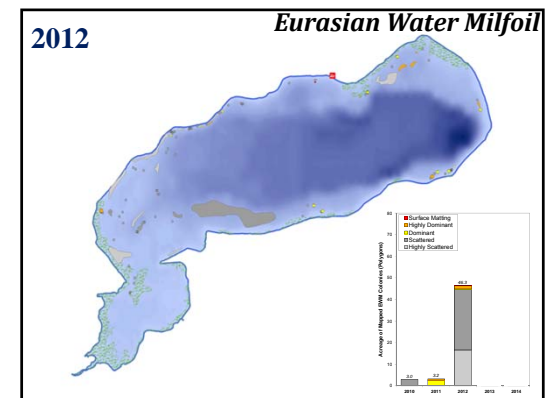 Eurasian Water Milfoil
2012
80
70
60
50
40
30
20
10
0
Acreage of Mapped EWM Colonies (Polygons)
Surface Matting
Highly Dominant
Dominant
Scattered
Highly Scattered
3.0
3.2
46.3
2010
2011
2012
2013
2014